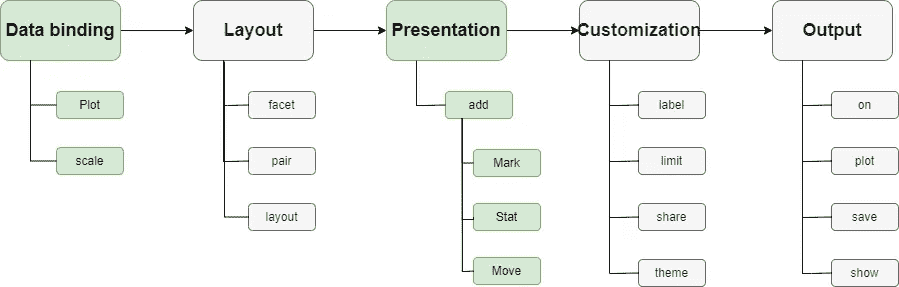 Data binding
Layout
Presentation
Customization
Output
Plot
scale
facet
pair
layout
add
Mark
Stat
Move
label
limit
share
theme
on
plot
save
show